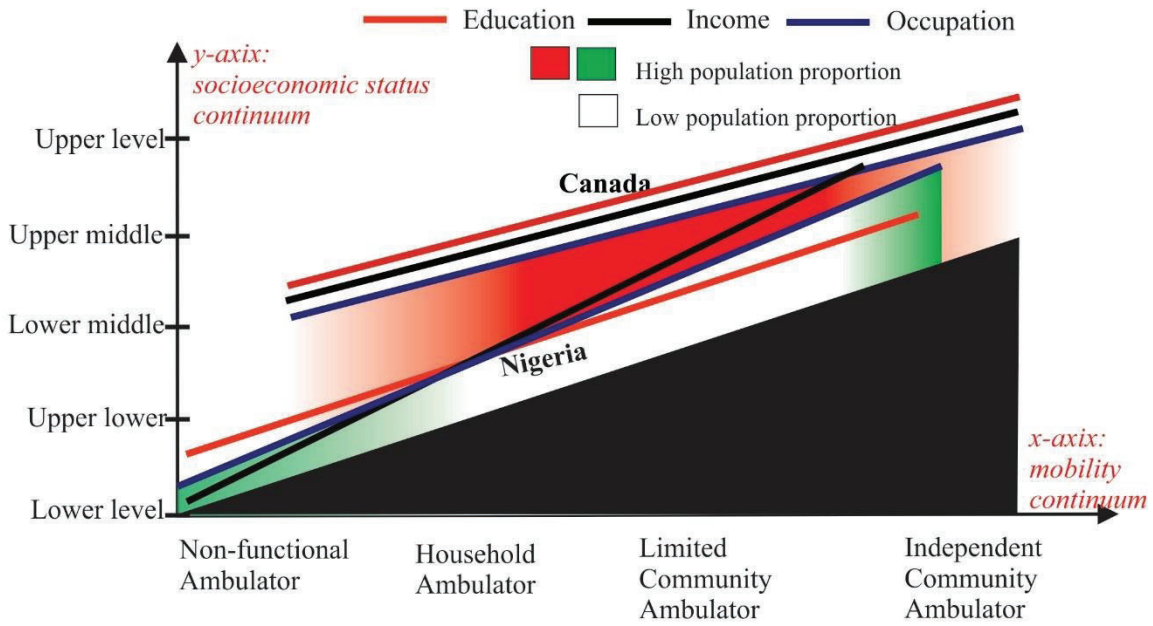 Education Income Occupation
High population proportion
Low population proportion
y-axix:
socioeconomic status
continuum
Upper level
Upper middle
Lower middle
Upper lower
Lower level
Canada
Nigeria
x-axix:
mobility
continuum
Non-functional
Ambulator
Household
Ambulator
Limited
Community
Ambulator
Independent
Community
Ambulator